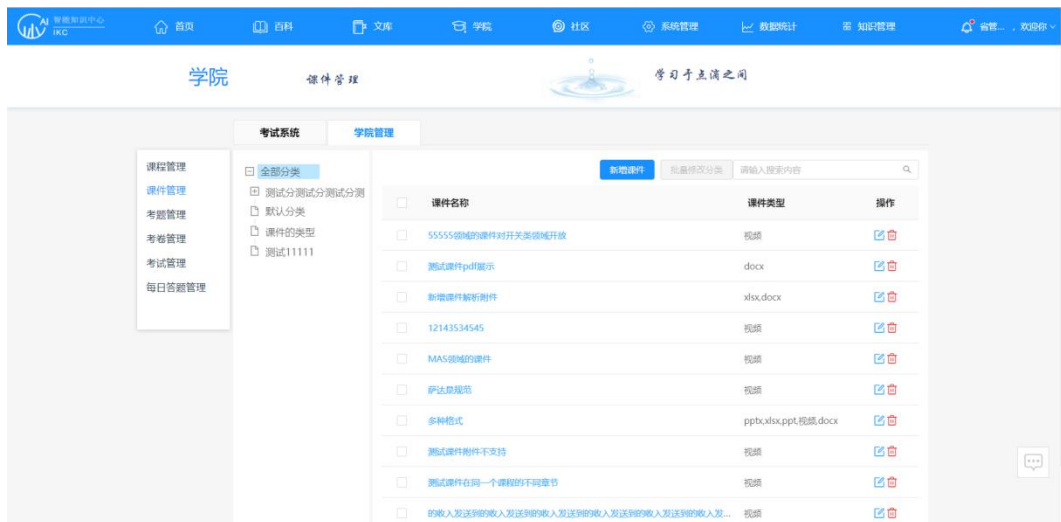 AI 智能知识中心
iKC
首页
百科
文库
学院
社区
系统管理
数据统计
知识管理
省管... ，欢迎你
学院
课件管理
学习于点滴之间
考试系统
学院管理
课程管理
课件管理
考题管理
考卷管理
考试管理
每日答题管理
全部分类
测试分测试分测试分测
默认分类
课件的类型
测试11111
新增课件
批量修改分类
请输入搜索内容
课件名称 课件类型 操作
55555领域的课件对开关类领域开放 视频
测试课件pdf展示 docx
新增课件解析附件 xlsx,docx
12143534545 视频
MAS领域的课件 视频
萨达是规范 视频
多种格式 pptx,xlsx,ppt,视频,docx
测试课件附件不支持 视频
测试课件在同一个课程的不同章节 视频
的收入发送到的收入发送到的收入发送到的收入发送到的收入发... 视频